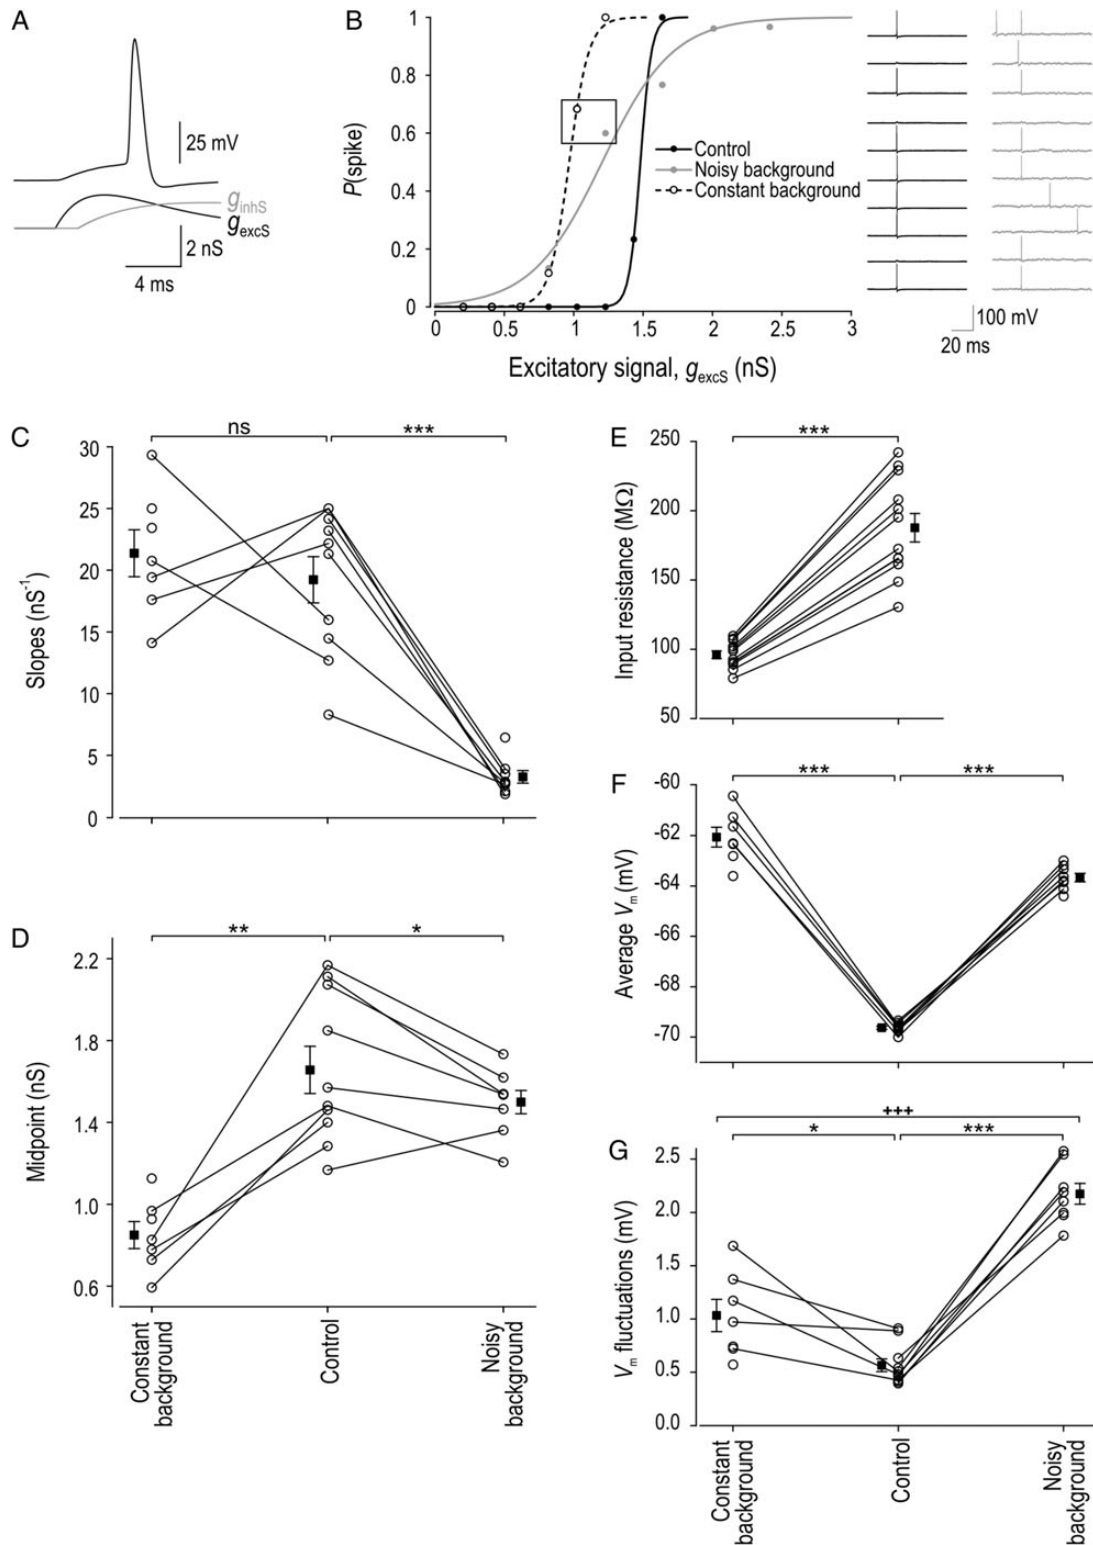 A
25 mV
g_inhS
g_excS
2 nS
4 ms
B
1
0.8
0.6
0.4
0.2
0
P(spike)
Control
Noisy background
Constant background
0 0.5 1 1.5 2 2.5 3
Excitatory signal, g_excS (nS)
100 mV
20 ms
C
ns
***
30
25
20
15
10
5
0
Slopes (nS⁻¹)
D
**
*
2.2
1.8
1.4
1.0
0.6
Midpoint (nS)
Constant
background
Control
Noisy
background
E
***
250
200
150
100
50
Input resistance (MΩ)
F
***
***
-60
-62
-64
-66
-68
-70
Average V_m (mV)
G
+++
*
***
2.5
2.0
1.5
1.0
0.5
0.0
V_m fluctuations (mV)
Constant
background
Control
Noisy
background